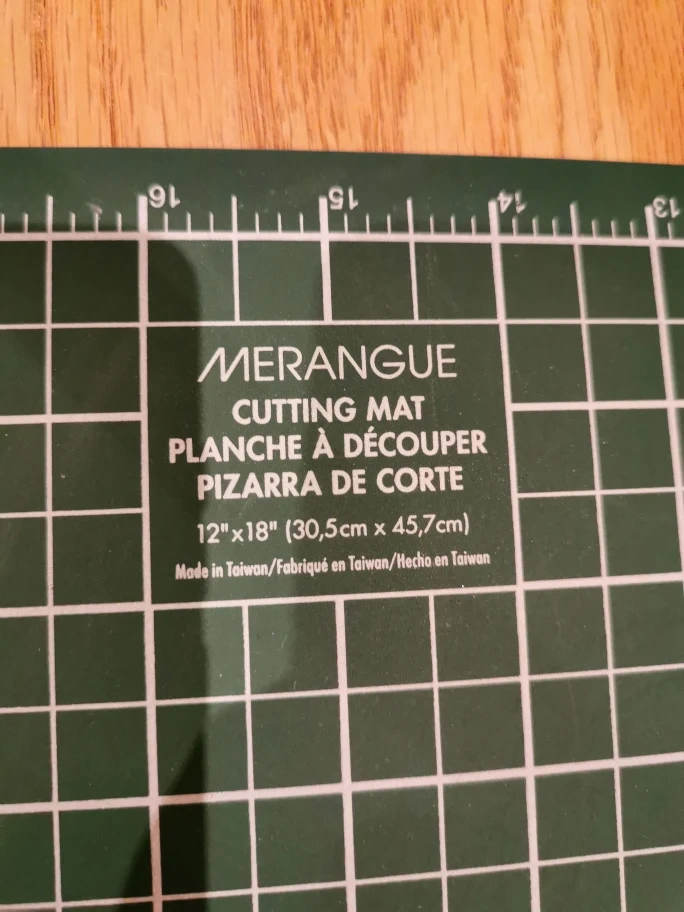 16 15 14 13
MERANGUE
CUTTING MAT
PLANCHE À DÉCOUPER
PIZARRA DE CORTE
12"x18" (30,5cm x 45,7cm)
Made in Taiwan/Fabriqué en Taiwan/Hecho en Taiwan